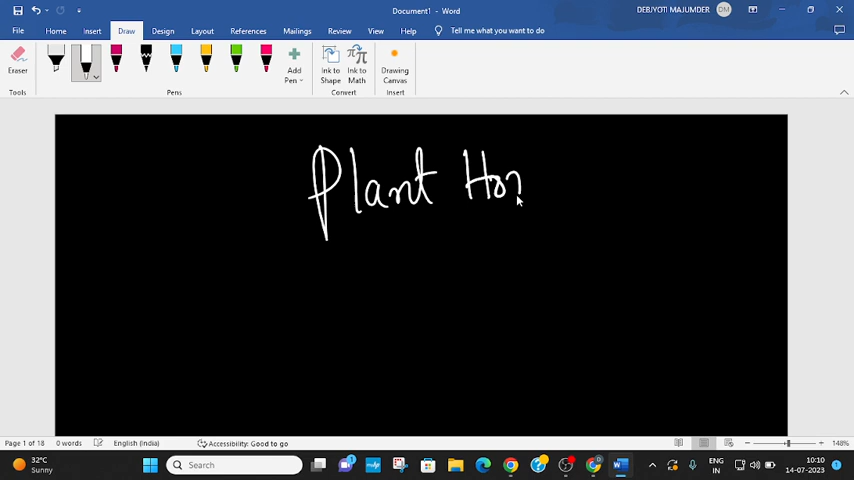 Document1 - Word
DEBJYOTI MAJUMDER DM
File Home Insert Draw Design Layout References Mailings Review View Help Tell me what you want to do
Eraser
Add Pen
Ink to Shape
Ink to Math
Drawing Canvas
Tools Pens Convert Insert
Plant Hor
Page 1 of 18 0 words English (India) Accessibility: Good to go 148%
32°C
Sunny
Search
ENG
IN
10:10
14-07-2023
1